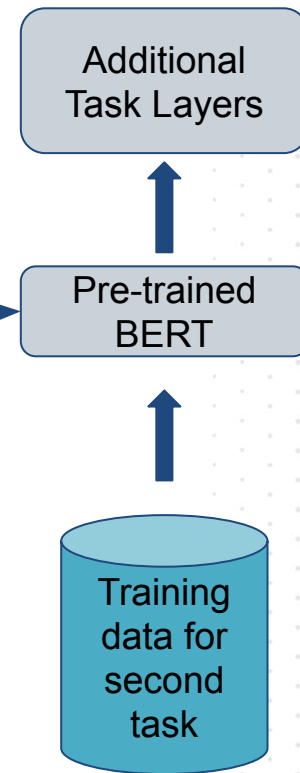 Additional
Task Layers
Pre-trained
BERT
Training
data for
second
task